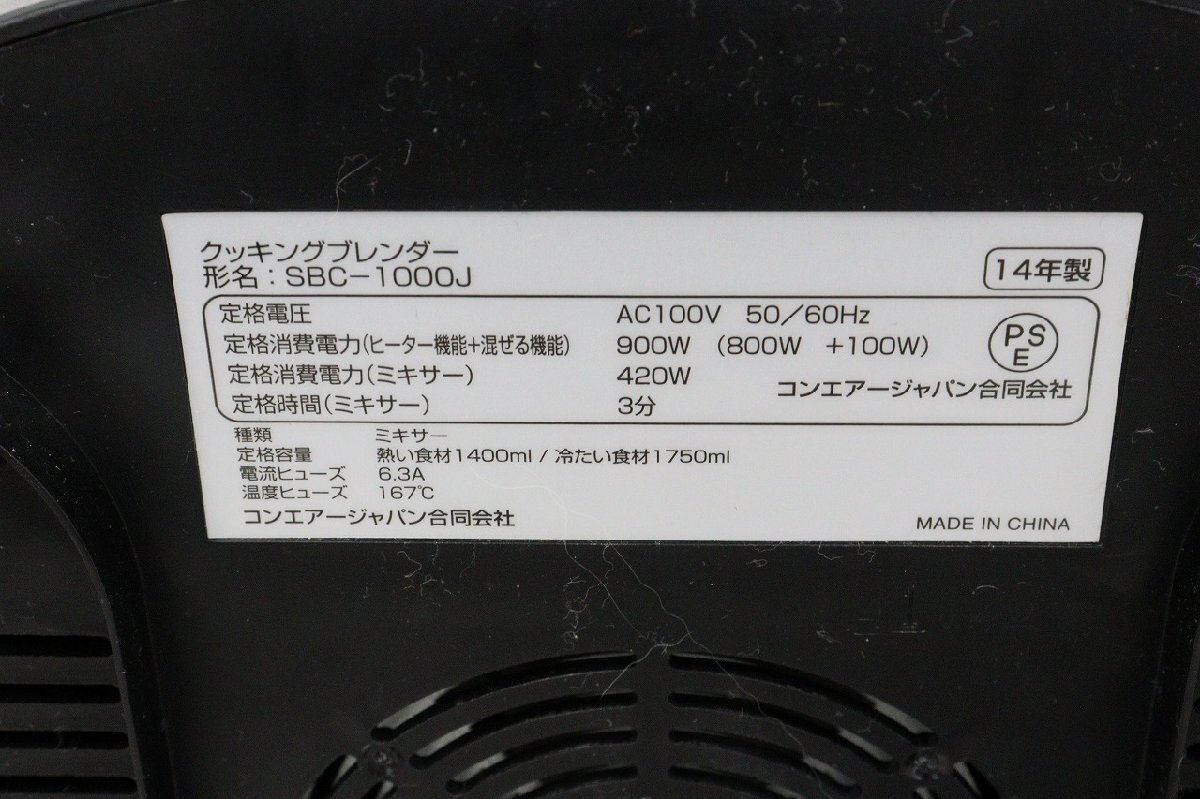 クッキングブレンダー
形名：SBC-1000J
14年製
定格電圧 AC100V 50／60Hz
定格消費電力(ヒーター機能+混ぜる機能) 900W (800W +100W)
定格消費電力(ミキサー) 420W
定格時間(ミキサー) 3分
PS
E
コンエアージャパン合同会社
種類 ミキサー
定格容量 熱い食材1400ml / 冷たい食材1750ml
電流ヒューズ 6.3A
温度ヒューズ 167℃
コンエアージャパン合同会社
MADE IN CHINA